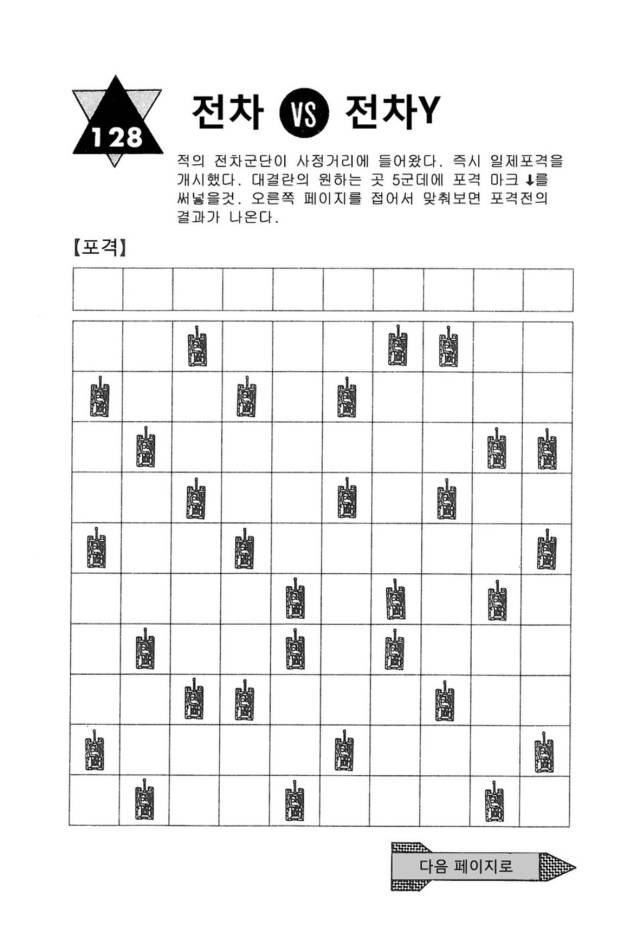 128
전차 VS 전차Y
적의 전차군단이 사정거리에 들어왔다. 즉시 일제포격을
개시했다. 대결란의 원하는 곳 5군데에 포격 마크 ⬇를
써넣을것. 오른쪽 페이지를 접어서 맞춰보면 포격전의
결과가 나온다.
【포격】
다음 페이지로